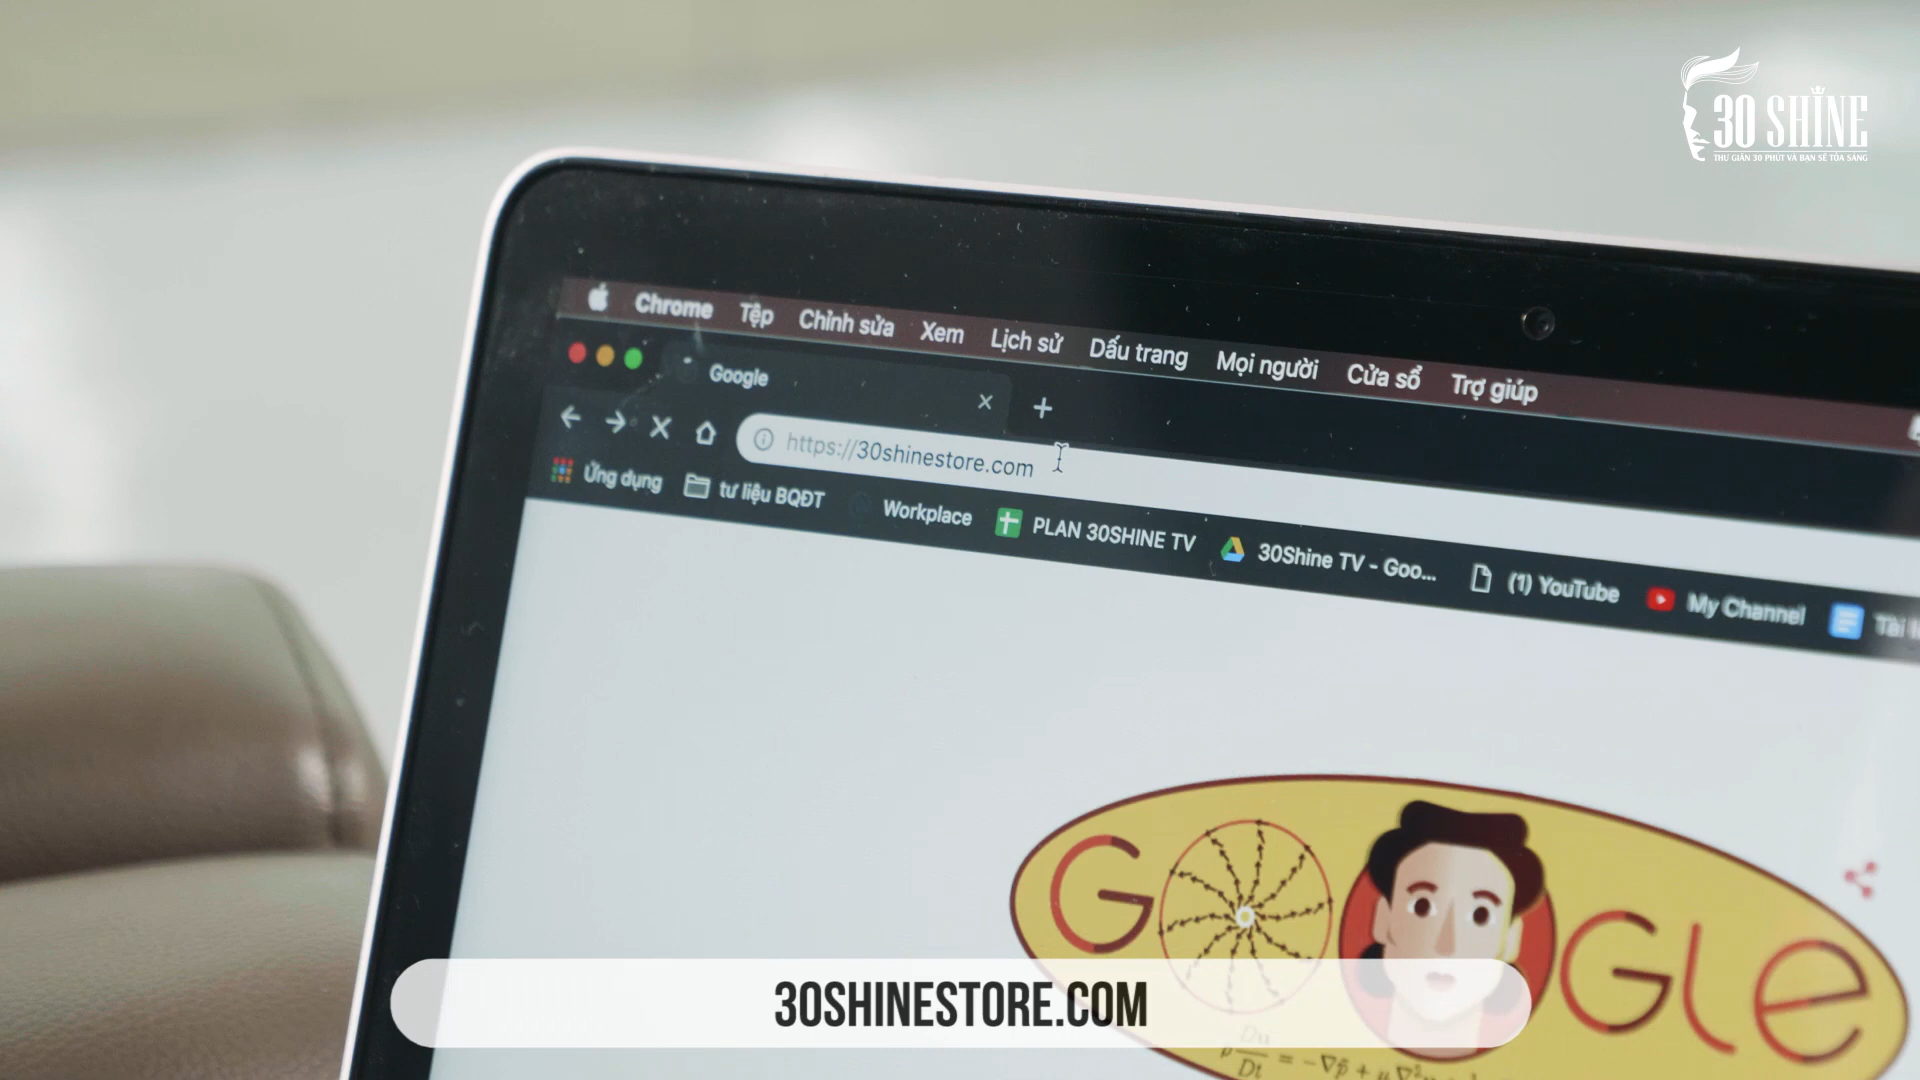 30 SHINE
THƯ GIÃN 30 PHÚT VÀ BẠN SẼ TỎA SÁNG
Chrome Tệp Chỉnh sửa Xem Lịch sử Dấu trang Mọi người Cửa sổ Trợ giúp
Google
https://30shinestore.com
Ứng dụng tư liệu BQĐT Workplace PLAN 30SHINE TV 30Shine TV - Goo... (1) YouTube My Channel
GOOGLe
30SHINESTORE.COM